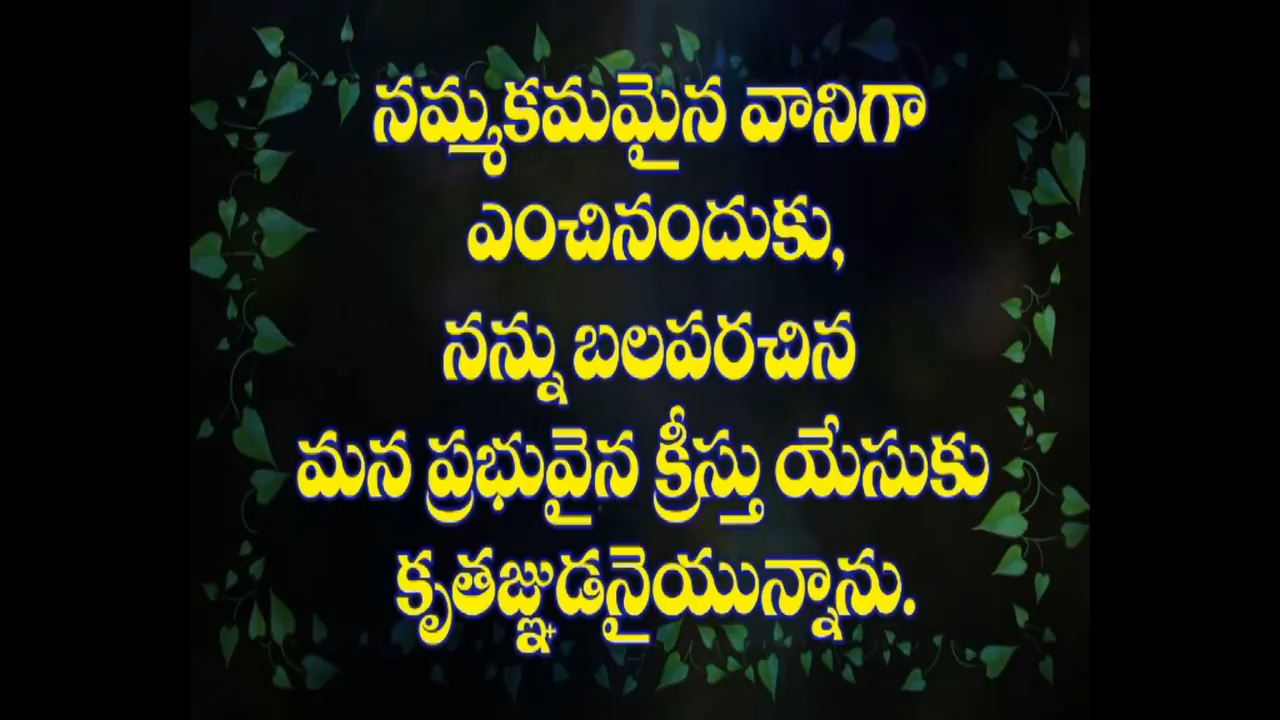 నమ్మకమమైన వానిగా
ఎంచినందుకు,
నన్ను బలపరచిన
మన ప్రభువైన క్రీస్తు యేసుకు
కృతజ్ఞుడనైయున్నాను.